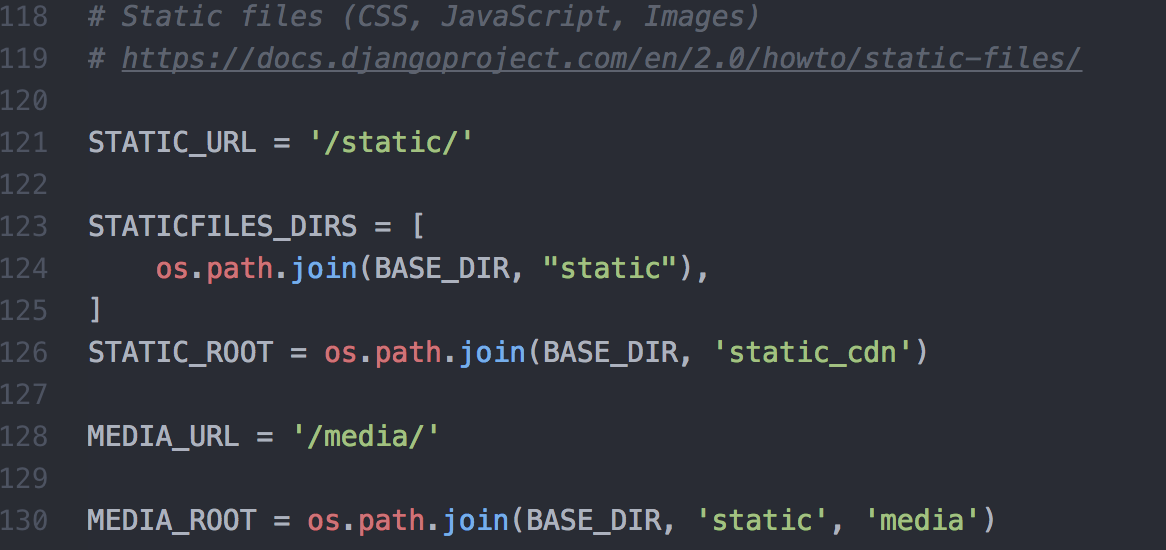 118 # Static files (CSS, JavaScript, Images)
119 # https://docs.djangoproject.com/en/2.0/howto/static-files/
120
121 STATIC_URL = '/static/'
122
123 STATICFILES_DIRS = [
124     os.path.join(BASE_DIR, "static"),
125 ]
126 STATIC_ROOT = os.path.join(BASE_DIR, 'static_cdn')
127
128 MEDIA_URL = '/media/'
129
130 MEDIA_ROOT = os.path.join(BASE_DIR, 'static', 'media')